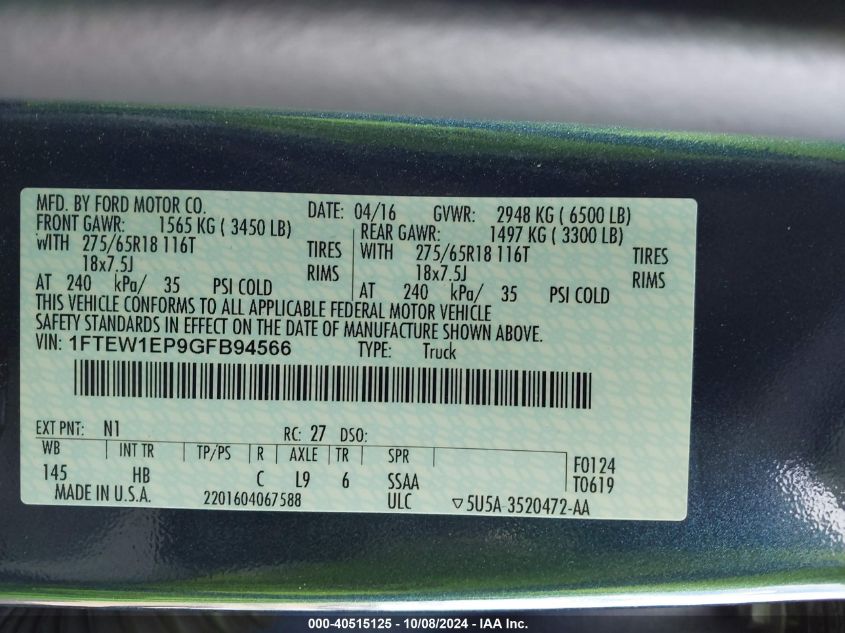 MFD. BY FORD MOTOR CO. DATE: 04/16 GVWR: 2948 KG ( 6500 LB)
FRONT GAWR: 1565 KG ( 3450 LB) REAR GAWR: 1497 KG ( 3300 LB)
WITH 275/65R18 116T TIRES WITH 275/65R18 116T TIRES
18x7.5J RIMS 18x7.5J RIMS
AT 240 kPa/ 35 PSI COLD AT 240 kPa/ 35 PSI COLD
THIS VEHICLE CONFORMS TO ALL APPLICABLE FEDERAL MOTOR VEHICLE
SAFETY STANDARDS IN EFFECT ON THE DATE OF MANUFACTURE SHOWN ABOVE.
VIN: 1FTEW1EP9GFB94566 TYPE: Truck
EXT PNT: N1 RC: 27 DSO:
WB INT TR TP/PS R AXLE TR SPR F0124
145 HB C L9 6 SSAA T0619
MADE IN U.S.A. 2201604067588 ULC ▽5U5A-3520472-AA
000-40515125 - 10/08/2024 - IAA Inc.